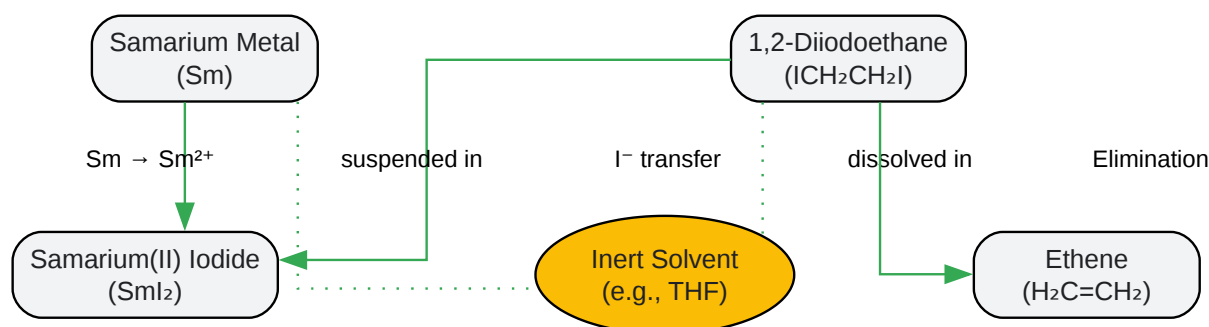 Samarium Metal
(Sm)
1,2-Diiodoethane
(ICH₂CH₂I)
Sm → Sm²⁺
suspended in
I⁻ transfer
dissolved in
Elimination
Samarium(II) Iodide
(SmI₂)
Inert Solvent
(e.g., THF)
Ethene
(H₂C=CH₂)